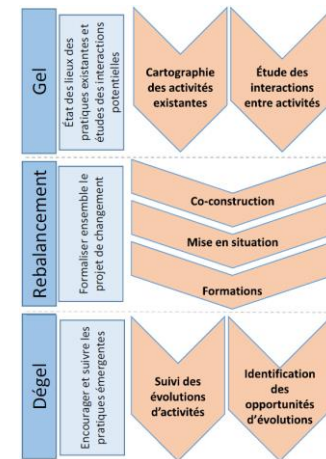 Gel
État des lieux des
pratiques existantes et
études des interactions
potentielles
Cartographie
des activités
existantes
Étude des
interactions
entre activités
Rebalancement
Formaliser ensemble le
projet de changement
Co-construction
Mise en situation
Formations
Dégel
Encourager et suivre les
pratiques émergentes
Suivi des
évolutions
d'activités
Identification
des
opportunités
d'évolutions